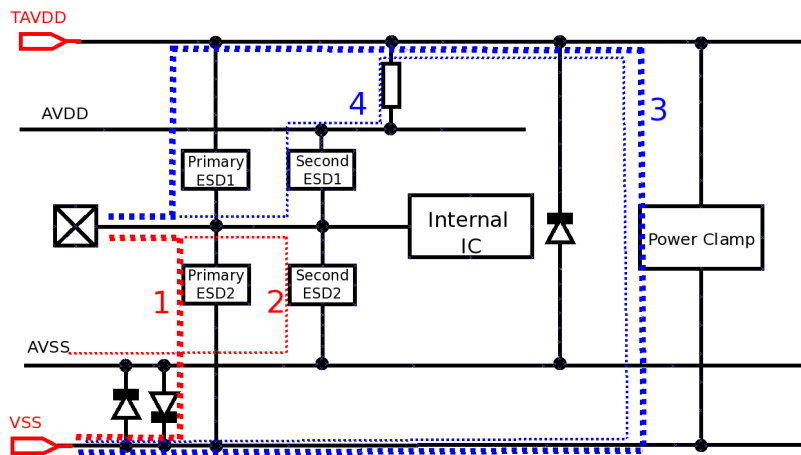 TAVDD
4
3
AVDD
Primary
ESD1
Second
ESD1
Internal
IC
Power Clamp
Primary
ESD2
Second
ESD2
1
2
AVSS
VSS